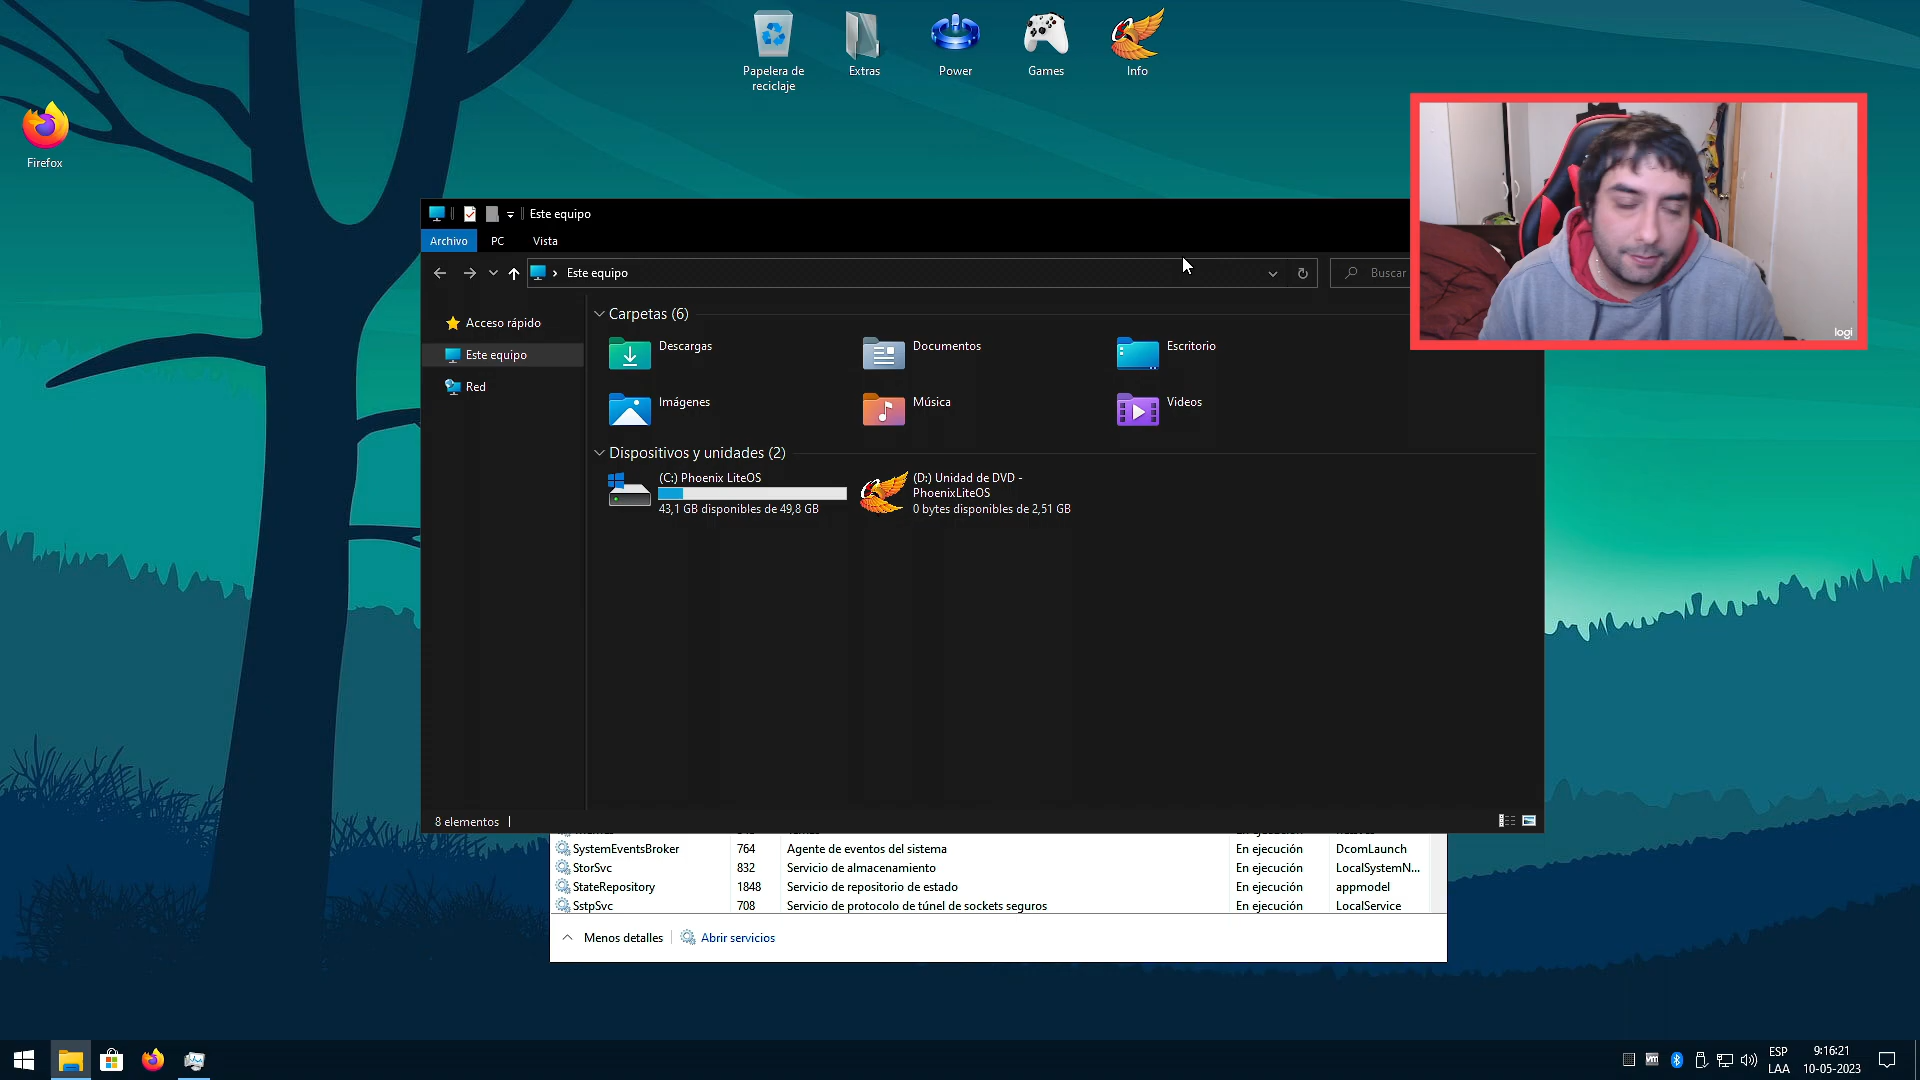 Papelera de
reciclaje
Extras
Power
Games
Info
Firefox
Este equipo
Archivo
PC
Vista
Este equipo
Buscar
logi
Acceso rápido
Este equipo
Red
Carpetas (6)
Descargas
Documentos
Escritorio
Imágenes
Música
Videos
Dispositivos y unidades (2)
(C:) Phoenix LiteOS
43,1 GB disponibles de 49,8 GB
(D:) Unidad de DVD -
PhoenixLiteOS
0 bytes disponibles de 2,51 GB
8 elementos
SystemEventsBroker 764 Agente de eventos del sistema En ejecución DcomLaunch
StorSvc 832 Servicio de almacenamiento En ejecución LocalSystemN...
StateRepository 1848 Servicio de repositorio de estado En ejecución appmodel
SstpSvc 708 Servicio de protocolo de túnel de sockets seguros En ejecución LocalService
Menos detalles
Abrir servicios
vm
ESP
LAA
9:16:21
10-05-2023